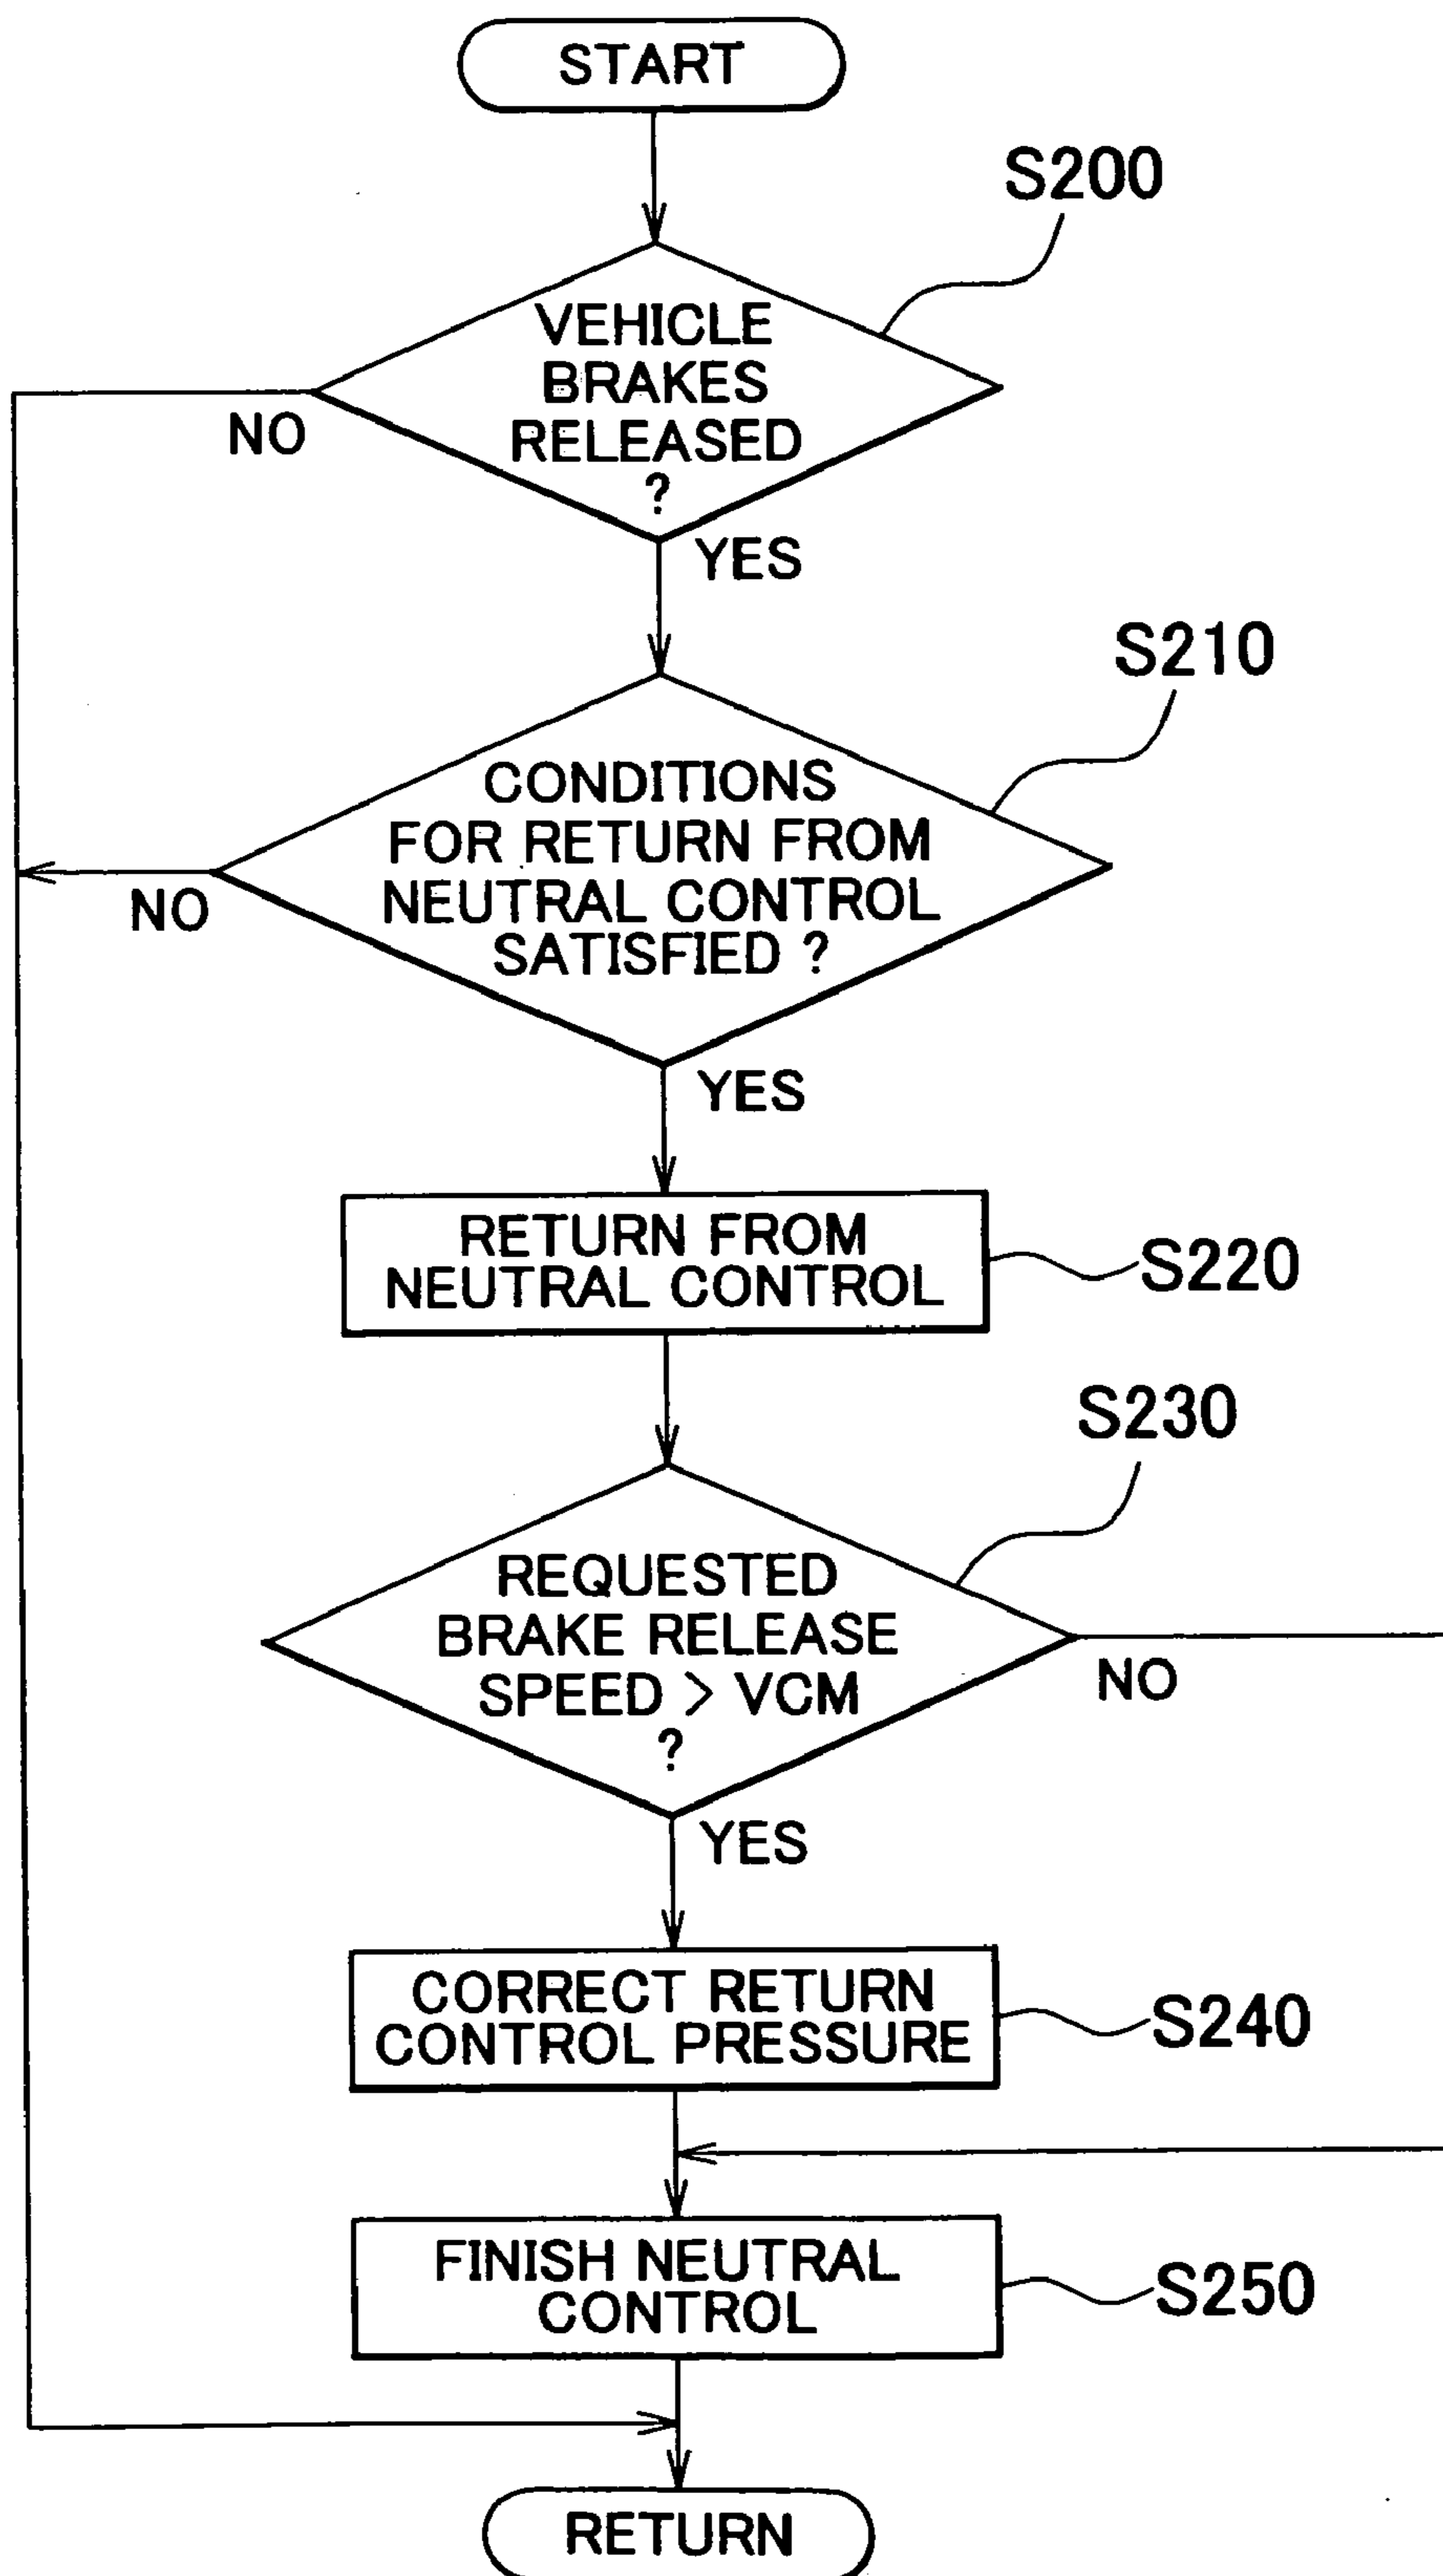 START
S200
VEHICLE
BRAKES
RELEASED
?
NO
YES
S210
CONDITIONS
FOR RETURN FROM
NEUTRAL CONTROL
SATISFIED ?
NO
YES
RETURN FROM
NEUTRAL CONTROL
S220
S230
REQUESTED
BRAKE RELEASE
SPEED > VCM
?
NO
YES
CORRECT RETURN
CONTROL PRESSURE
S240
FINISH NEUTRAL
CONTROL
S250
RETURN